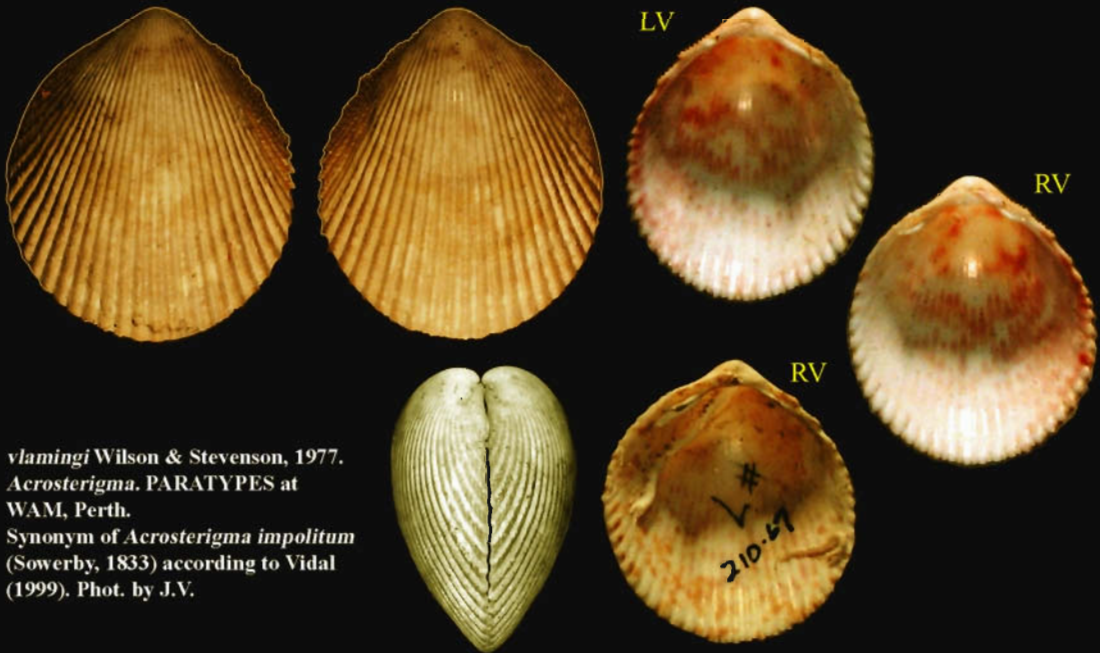 LV
RV
RV
L #
210·67
vlamingi Wilson & Stevenson, 1977.
Acrosterigma. PARATYPES at
WAM, Perth.
Synonym of Acrosterigma impolitum
(Sowerby, 1833) according to Vidal
(1999). Phot. by J.V.